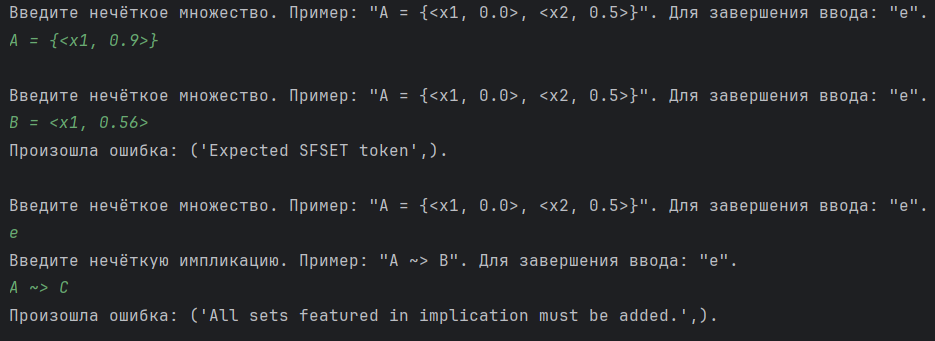 Введите нечёткое множество. Пример: "A = {<x1, 0.0>, <x2, 0.5>}". Для завершения ввода: "e".
A = {<x1, 0.9>}
Введите нечёткое множество. Пример: "A = {<x1, 0.0>, <x2, 0.5>}". Для завершения ввода: "e".
B = <x1, 0.56>
Произошла ошибка: ('Expected SFSET token',).
Введите нечёткое множество. Пример: "A = {<x1, 0.0>, <x2, 0.5>}". Для завершения ввода: "e".
e
Введите нечёткую импликацию. Пример: "A ~> B". Для завершения ввода: "e".
A ~> C
Произошла ошибка: ('All sets featured in implication must be added.',).